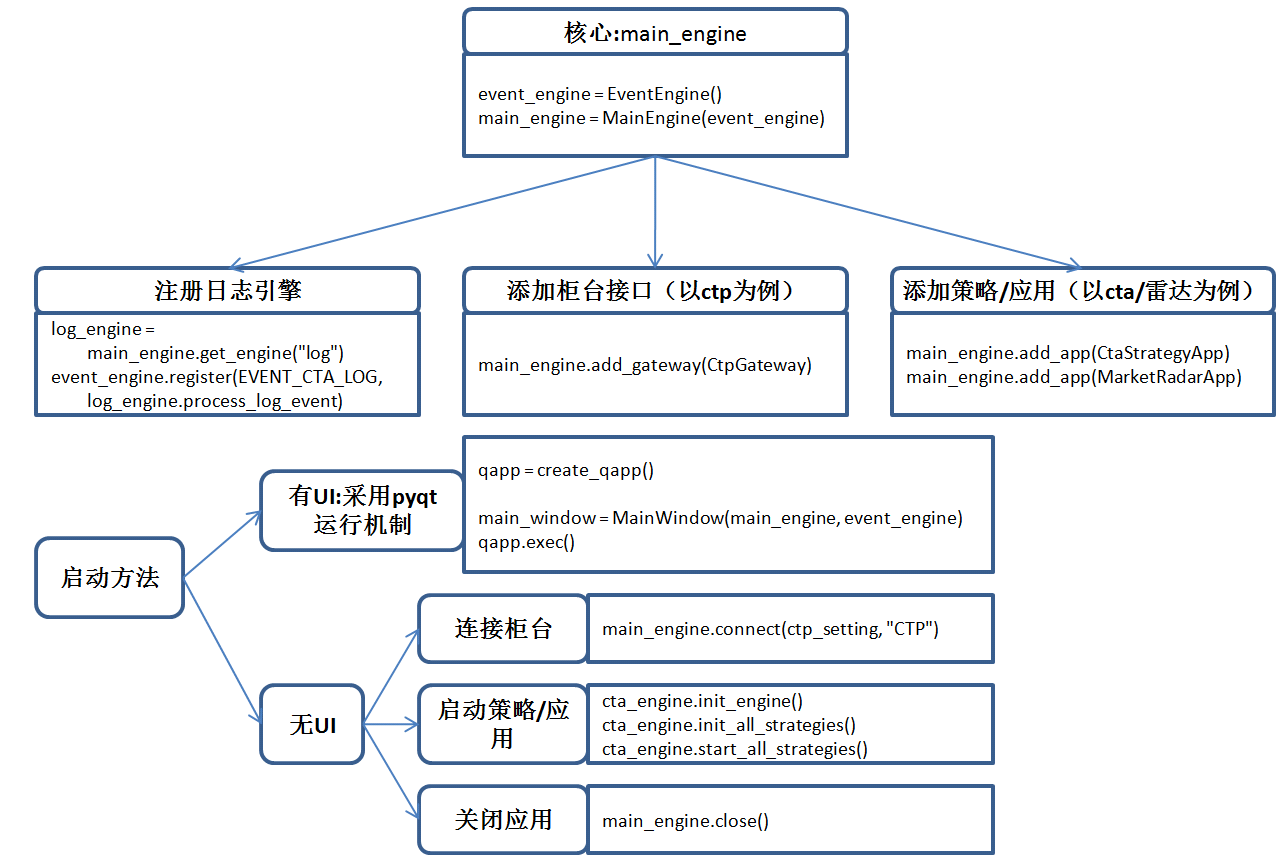 核心:main_engine
event_engine = EventEngine()
main_engine = MainEngine(event_engine)
注册日志引擎
log_engine =
main_engine.get_engine("log")
event_engine.register(EVENT_CTA_LOG,
log_engine.process_log_event)
添加柜台接口（以ctp为例）
main_engine.add_gateway(CtpGateway)
添加策略/应用（以cta/雷达为例）
main_engine.add_app(CtaStrategyApp)
main_engine.add_app(MarketRadarApp)
启动方法
有UI:采用pyqt
运行机制
qapp = create_qapp()
main_window = MainWindow(main_engine, event_engine)
qapp.exec()
无UI
连接柜台
main_engine.connect(ctp_setting, "CTP")
启动策略/应
用
cta_engine.init_engine()
cta_engine.init_all_strategies()
cta_engine.start_all_strategies()
关闭应用
main_engine.close()